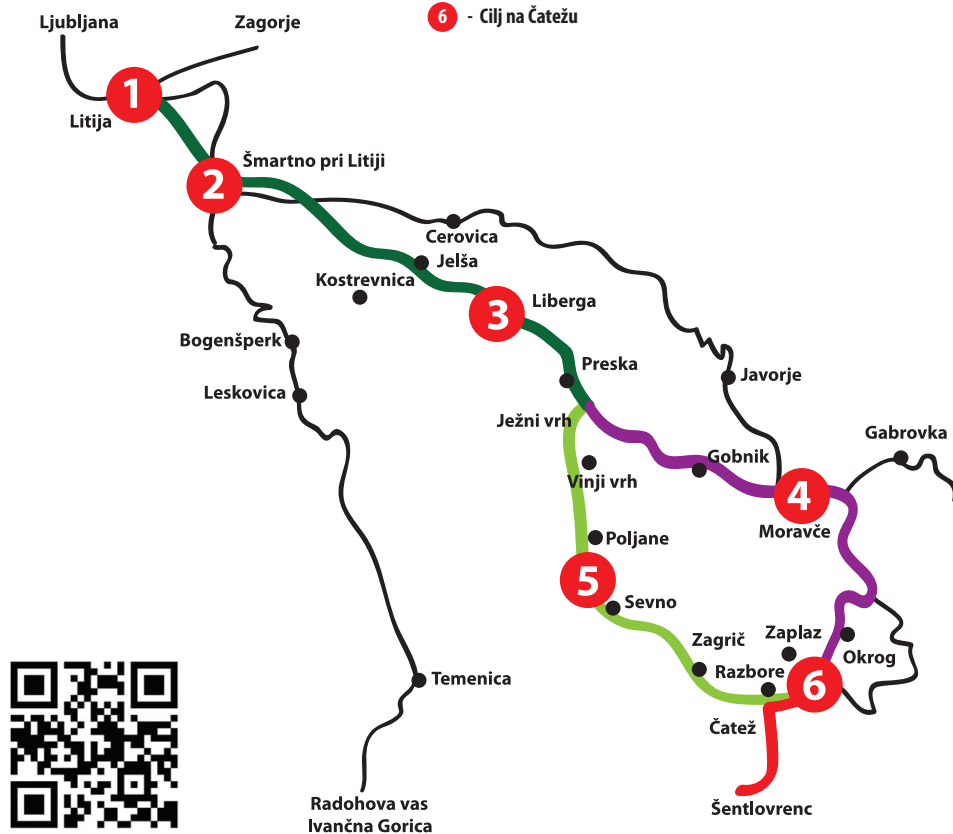 6 - Cilj na Čatežu
Ljubljana
Zagorje
1
Litija
Šmartno pri Litiji
2
Cerovica
Jelša
Kostrevnica
Liberga
3
Bogenšperk
Preska
Javorje
Leskovica
Ježni vrh
Gabrovka
Gobnik
Vinji vrh
4
Moravče
Poljane
5
Sevno
Zagrič
Zaplaz
Okrog
Razbore
6
Temenica
Čatež
Radohova vas
Ivančna Gorica
Šentlovrenc